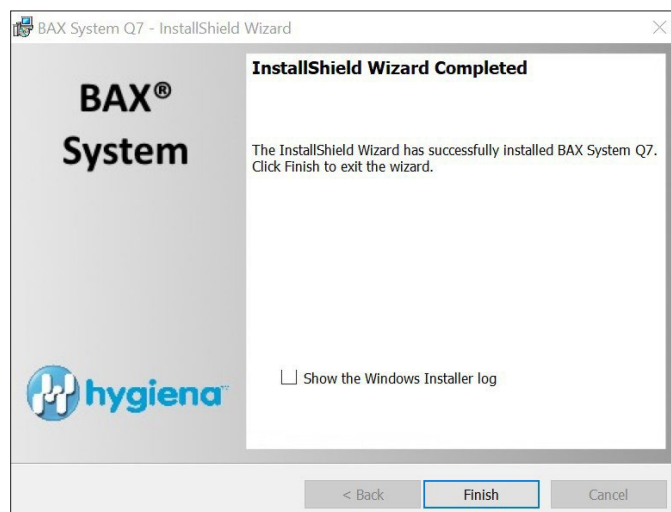 BAX System Q7 - InstallShield Wizard
BAX®
System
InstallShield Wizard Completed
The InstallShield Wizard has successfully installed BAX System Q7.
Click Finish to exit the wizard.
Show the Windows Installer log
hygiena™
< Back
Finish
Cancel